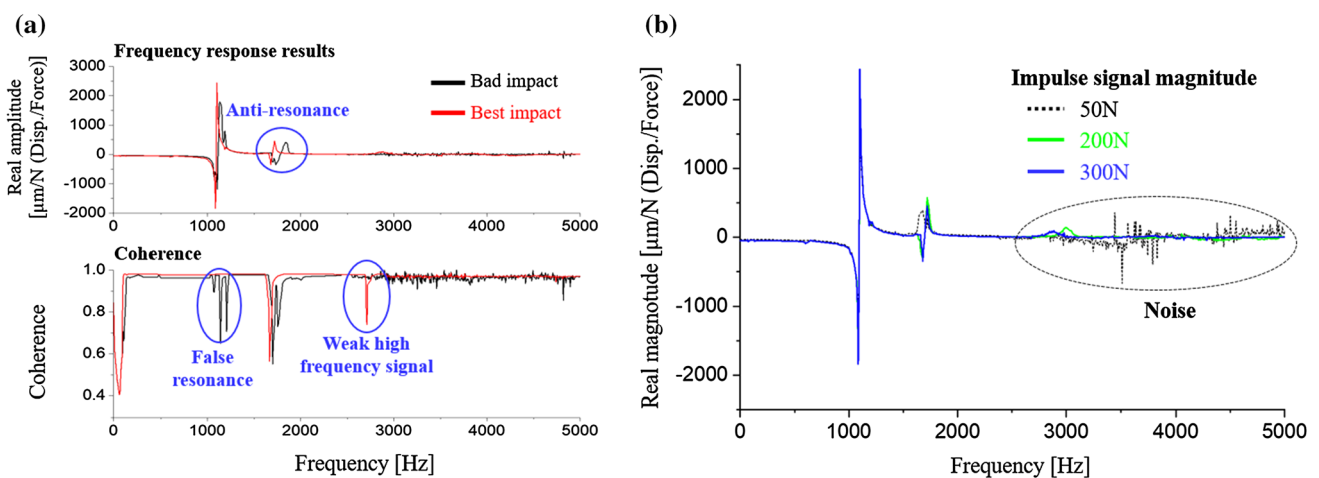 (a)
Frequency response results
Real amplitude
[µm/N (Disp./Force)]
3000
2000
1000
0
-1000
-2000
Bad impact
Best impact
Anti-resonance
0
1000
2000
3000
4000
5000
Coherence
Coherence
1.0
0.8
0.6
0.4
False
resonance
Weak high
frequency signal
0
1000
2000
3000
4000
5000
Frequency [Hz]
(b)
Real magnotude [µm/N (Disp./Force)]
2000
1000
0
-1000
-2000
Impulse signal magnitude
50N
200N
300N
Noise
0
1000
2000
3000
4000
5000
Frequency [Hz]